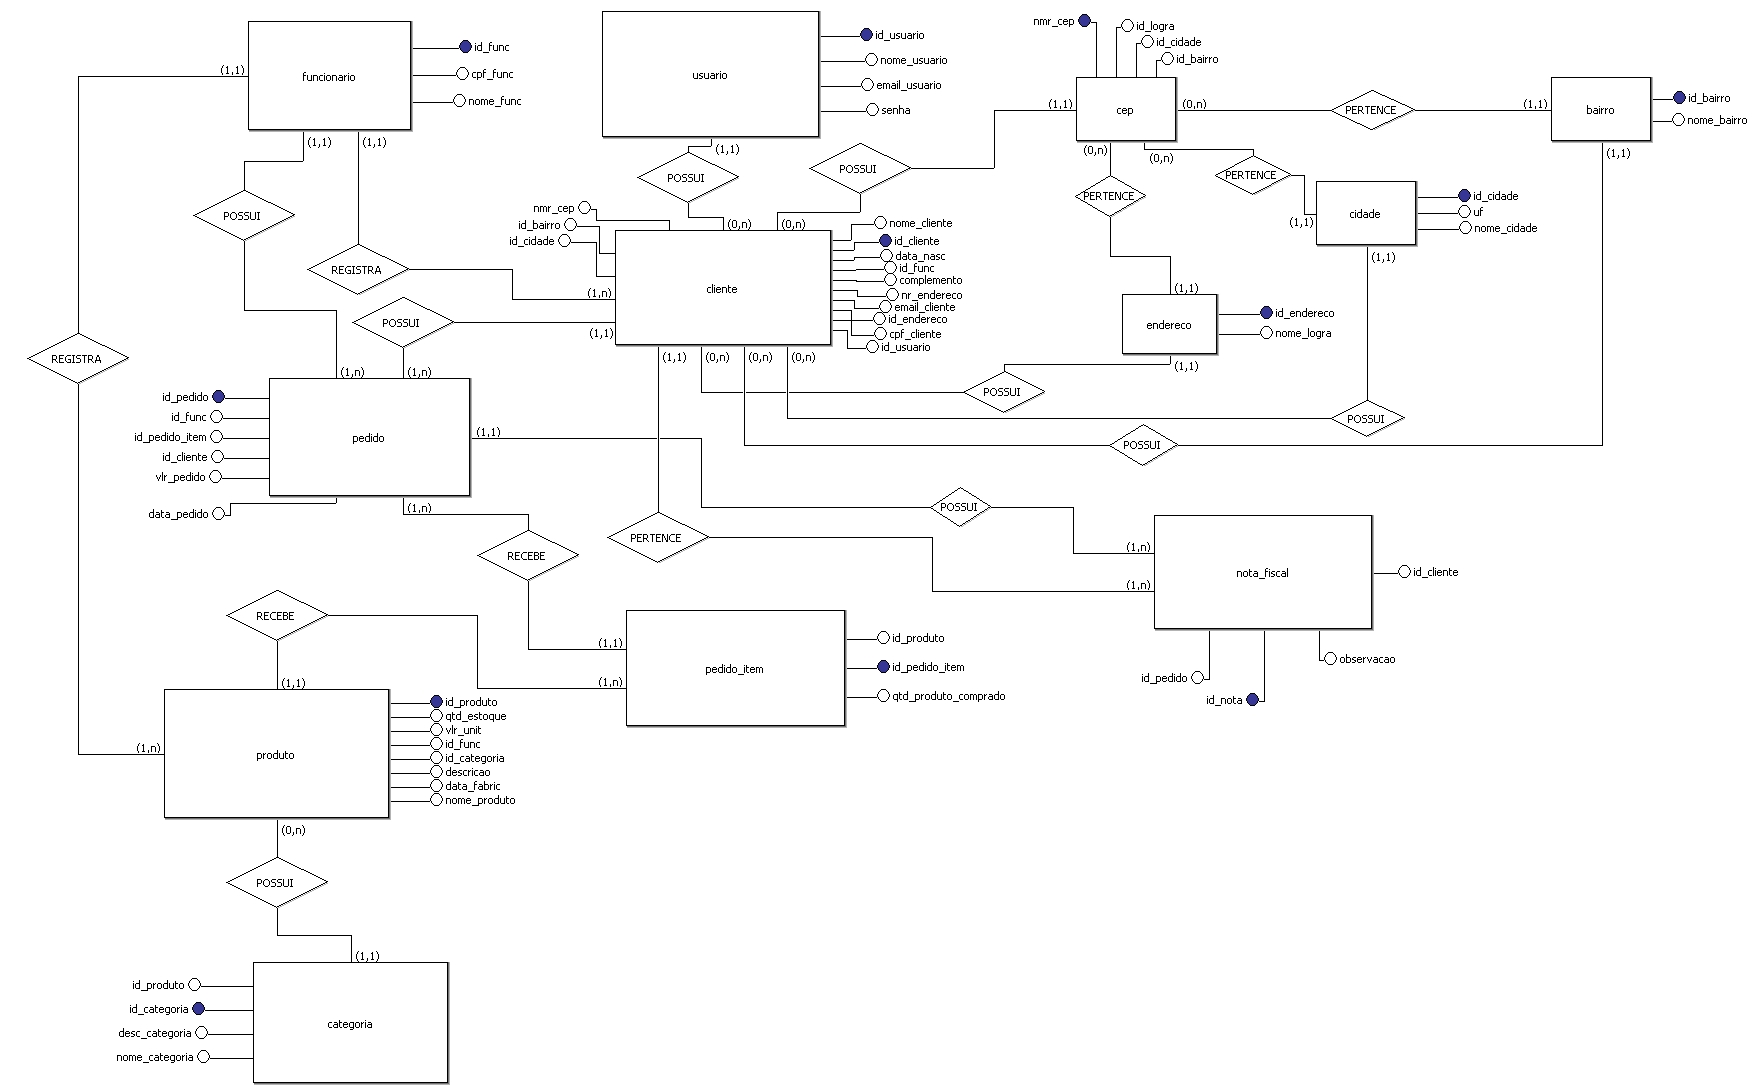 funcionario
id_func
cpf_func
nome_func
(1,1)
(1,1)
(1,1)
usuario
id_usuario
nome_usuario
email_usuario
senha
(1,1)
nmr_cep
id_logra
id_cidade
id_bairro
cep
(1,1)
(0,n)
(0,n)
(0,n)
PERTENCE
(1,1)
bairro
id_bairro
nome_bairro
(1,1)
POSSUI
POSSUI
POSSUI
PERTENCE
PERTENCE
cidade
id_cidade
uf
nome_cidade
(1,1)
(1,1)
REGISTRA
nmr_cep
id_bairro
id_cidade
(0,n)
(0,n)
cliente
nome_cliente
id_cliente
data_nasc
id_func
complemento
nr_endereco
email_cliente
id_endereco
cpf_cliente
id_usuario
(1,n)
(1,1)
(1,1)
(0,n)
(0,n)
(0,n)
(1,1)
endereco
id_endereco
nome_logra
(1,1)
POSSUI
REGISTRA
POSSUI
POSSUI
POSSUI
(1,n)
(1,n)
pedido
id_pedido
id_func
id_pedido_item
id_cliente
vlr_pedido
data_pedido
(1,1)
(1,n)
POSSUI
RECEBE
PERTENCE
(1,n)
(1,n)
nota_fiscal
id_cliente
id_pedido
id_nota
observacao
RECEBE
(1,1)
(1,n)
pedido_item
id_produto
id_pedido_item
qtd_produto_comprado
(1,1)
(1,n)
produto
id_produto
qtd_estoque
vlr_unit
id_func
id_categoria
descricao
data_fabric
nome_produto
(0,n)
POSSUI
(1,1)
categoria
id_produto
id_categoria
desc_categoria
nome_categoria